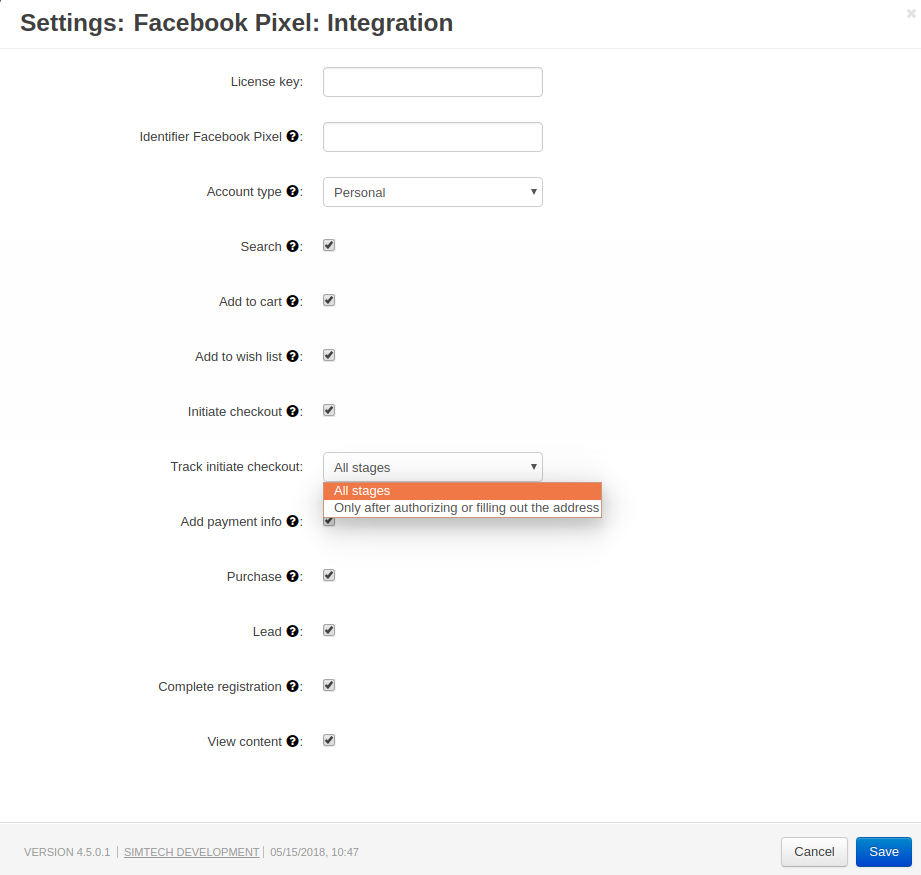 Settings: Facebook Pixel: Integration
×
License key:
Identifier Facebook Pixel ?:
Account type ?: Personal
Search ?:
Add to cart ?:
Add to wish list ?:
Initiate checkout ?:
Track initiate checkout: All stages
All stages
Only after authorizing or filling out the address
Add payment info ?:
Purchase ?:
Lead ?:
Complete registration ?:
View content ?:
VERSION 4.5.0.1 | SIMTECH DEVELOPMENT | 05/15/2018, 10:47
Cancel Save